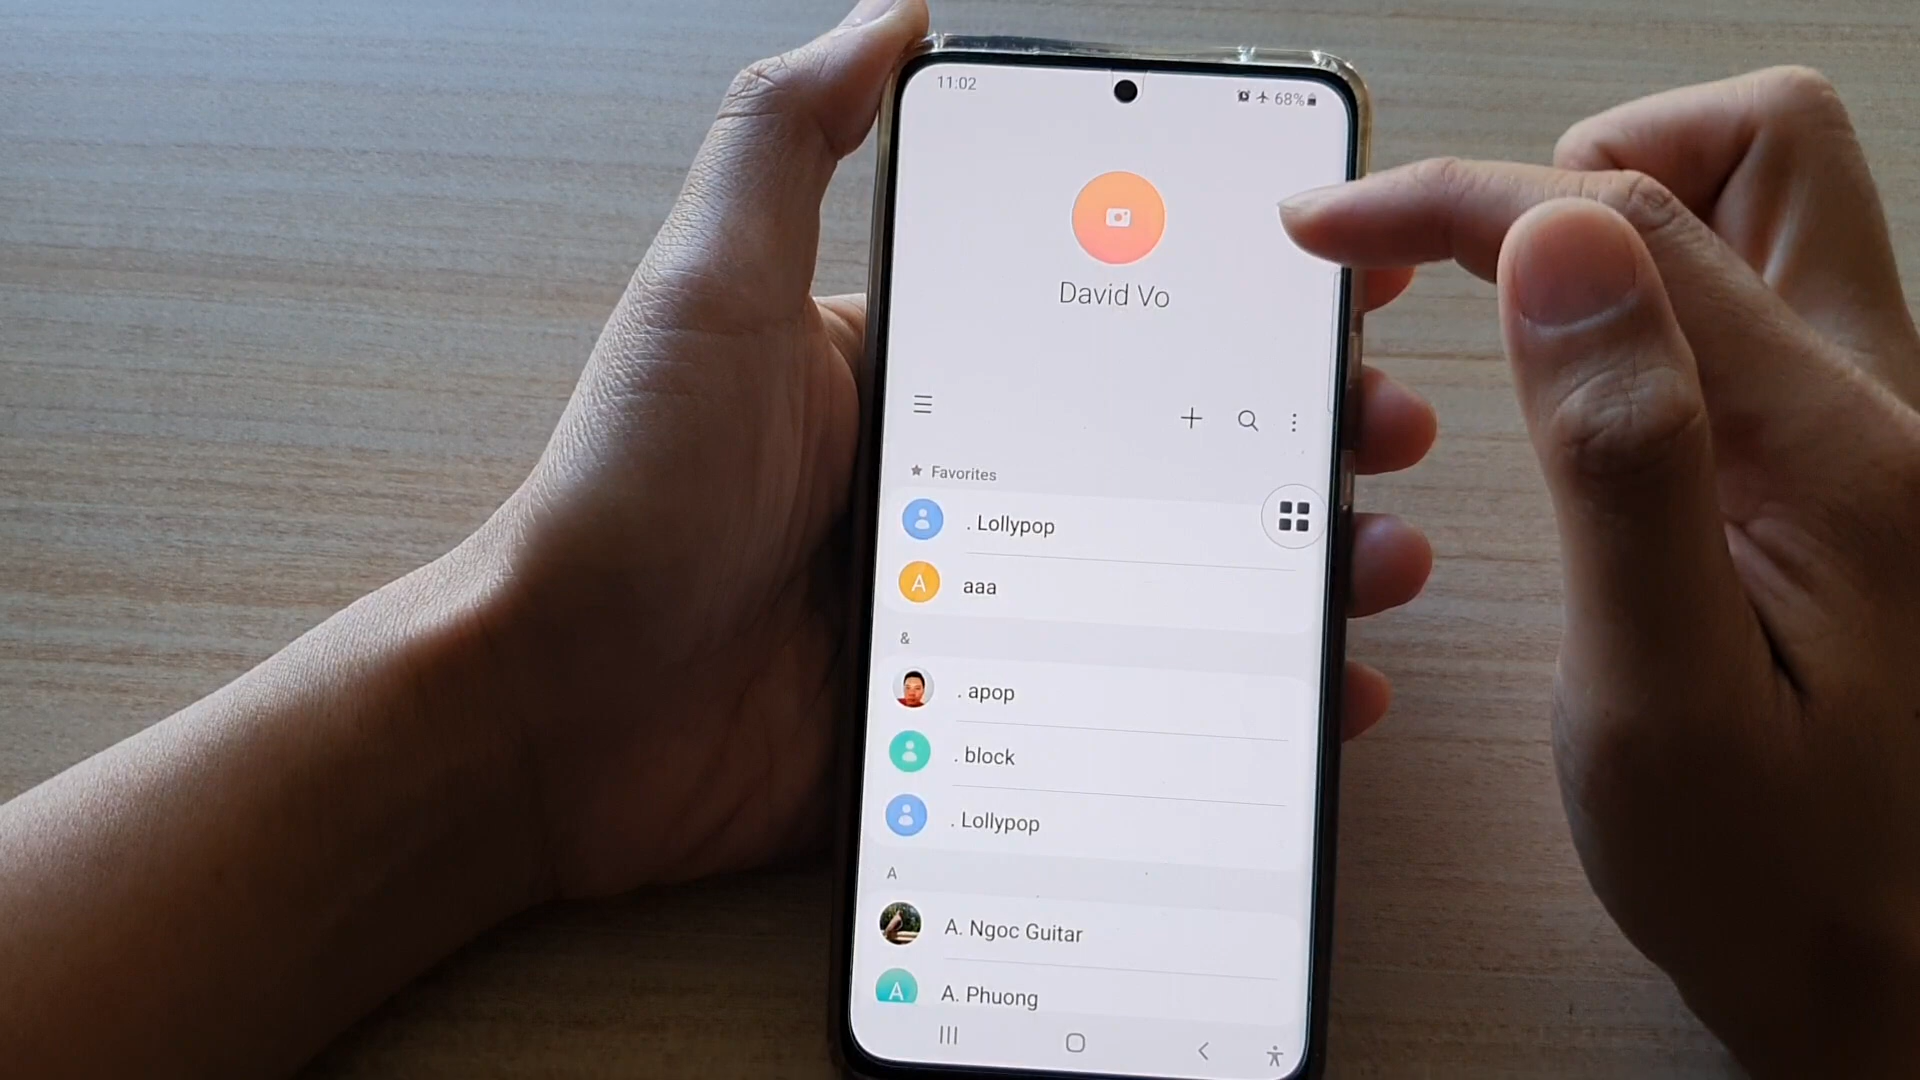 11:02
68%
David Vo
Favorites
. Lollypop
A
aaa
&
. apop
. block
. Lollypop
A
A. Ngoc Guitar
A
A. Phuong